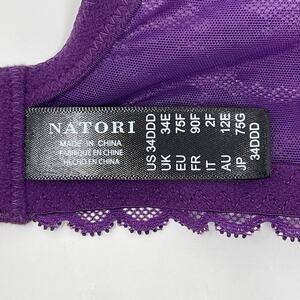 NATORI
MADE IN CHINA
FABRIQUÉ EN CHINE
HECHO EN CHINA
US 34DDD
UK 34E
EU 75F
FR 90F
IT 2F
AU 12E
JP 75G
34DDD